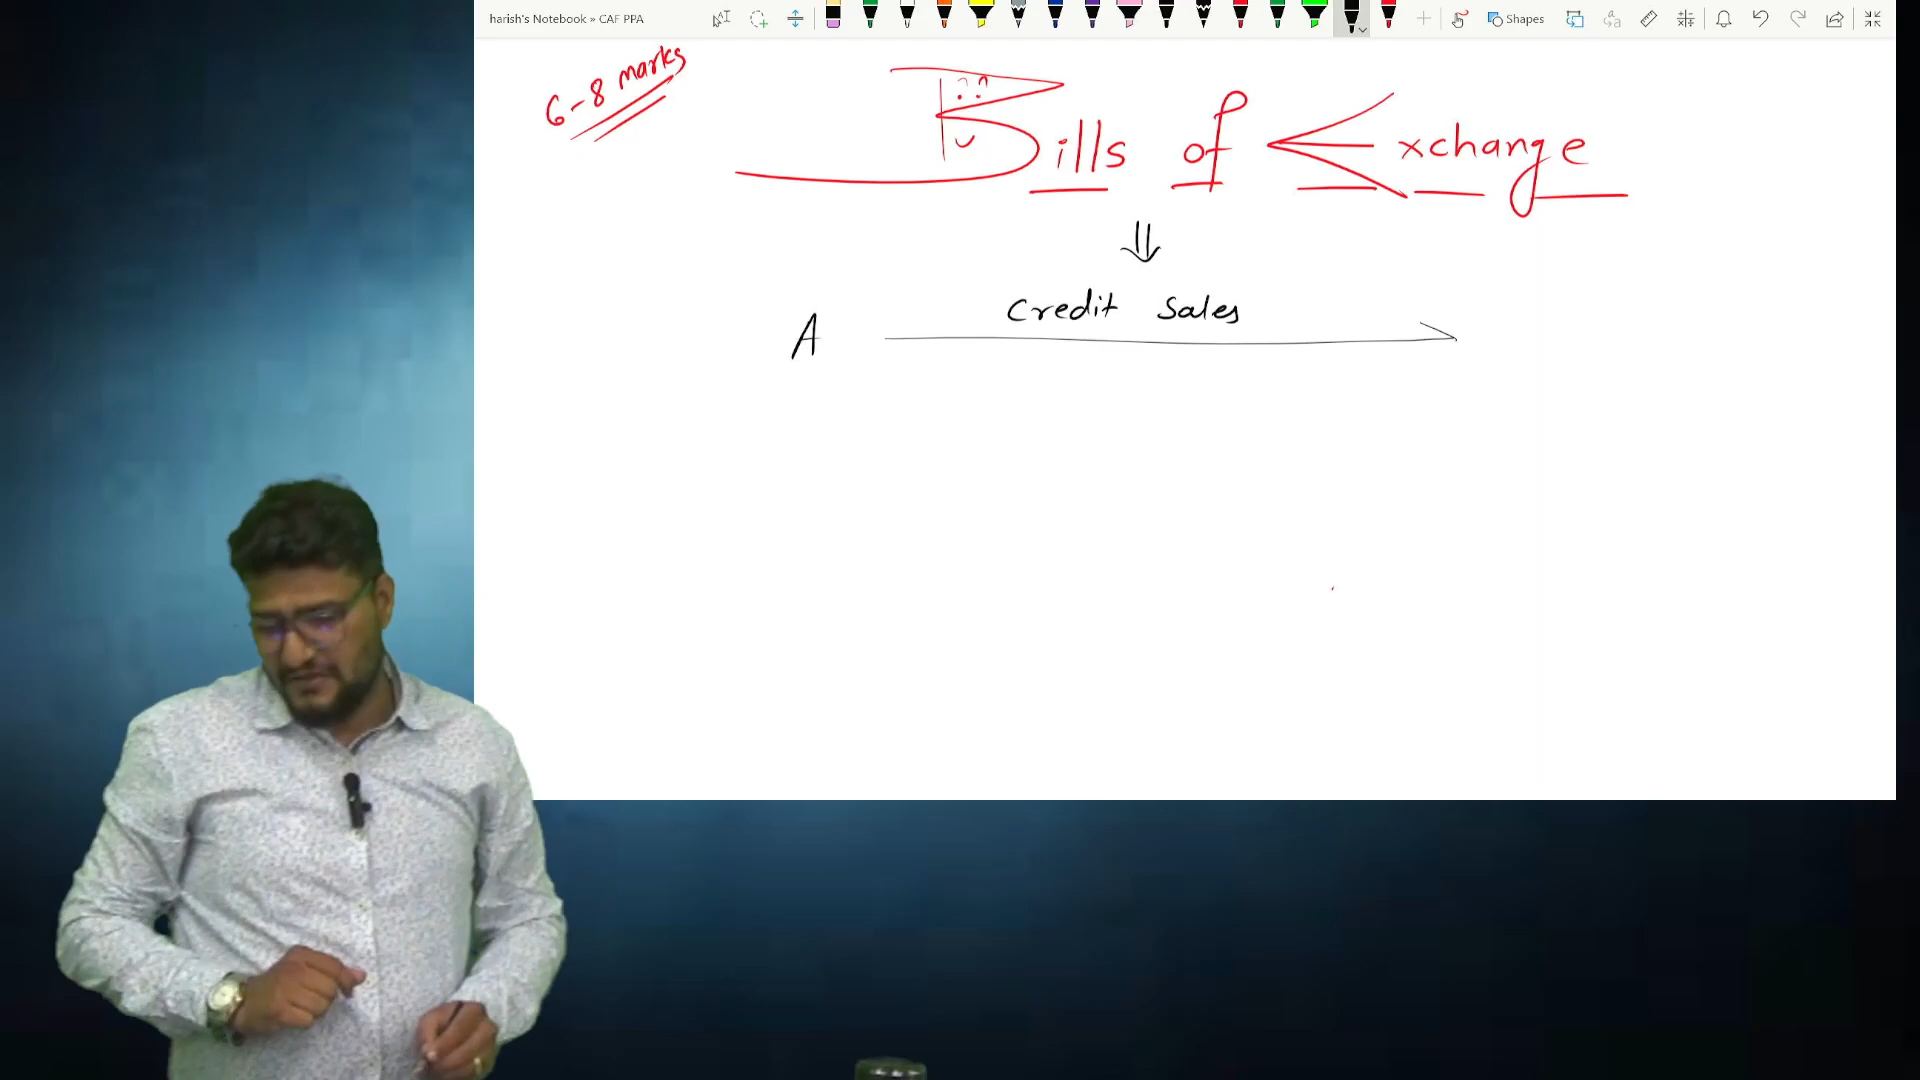 harish's Notebook » CAF PPA
Shapes
6-8 marks
Bills of Exchange
Credit Sales
A